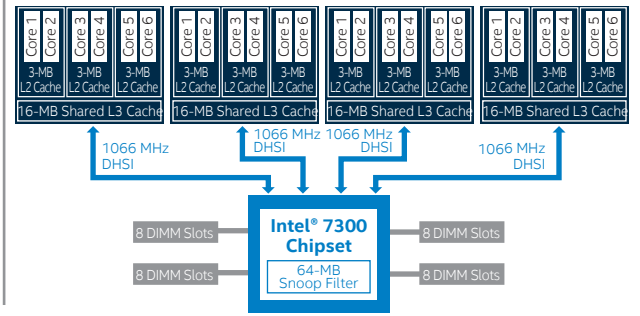 Core 1
Core 2
Core 3
Core 4
Core 5
Core 6
3-MB
L2 Cache
3-MB
L2 Cache
3-MB
L2 Cache
16-MB Shared L3 Cache
Core 1
Core 2
Core 3
Core 4
Core 5
Core 6
3-MB
L2 Cache
3-MB
L2 Cache
3-MB
L2 Cache
16-MB Shared L3 Cache
Core 1
Core 2
Core 3
Core 4
Core 5
Core 6
3-MB
L2 Cache
3-MB
L2 Cache
3-MB
L2 Cache
16-MB Shared L3 Cache
Core 1
Core 2
Core 3
Core 4
Core 5
Core 6
3-MB
L2 Cache
3-MB
L2 Cache
3-MB
L2 Cache
16-MB Shared L3 Cache
1066 MHz
DHSI
1066 MHz
DHSI
1066 MHz
DHSI
1066 MHz
DHSI
8 DIMM Slots
8 DIMM Slots
Intel® 7300
Chipset
64-MB
Snoop Filter
8 DIMM Slots
8 DIMM Slots